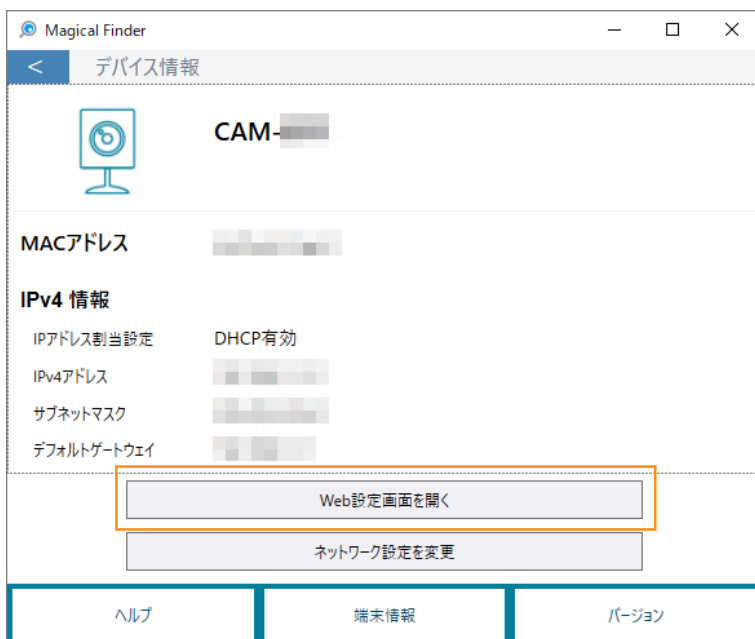 Magical Finder
< デバイス情報
CAM-
MACアドレス
IPv4 情報
IPアドレス割当設定 DHCP有効
IPv4アドレス
サブネットマスク
デフォルトゲートウェイ
Web設定画面を開く
ネットワーク設定を変更
ヘルプ 端末情報 バージョン